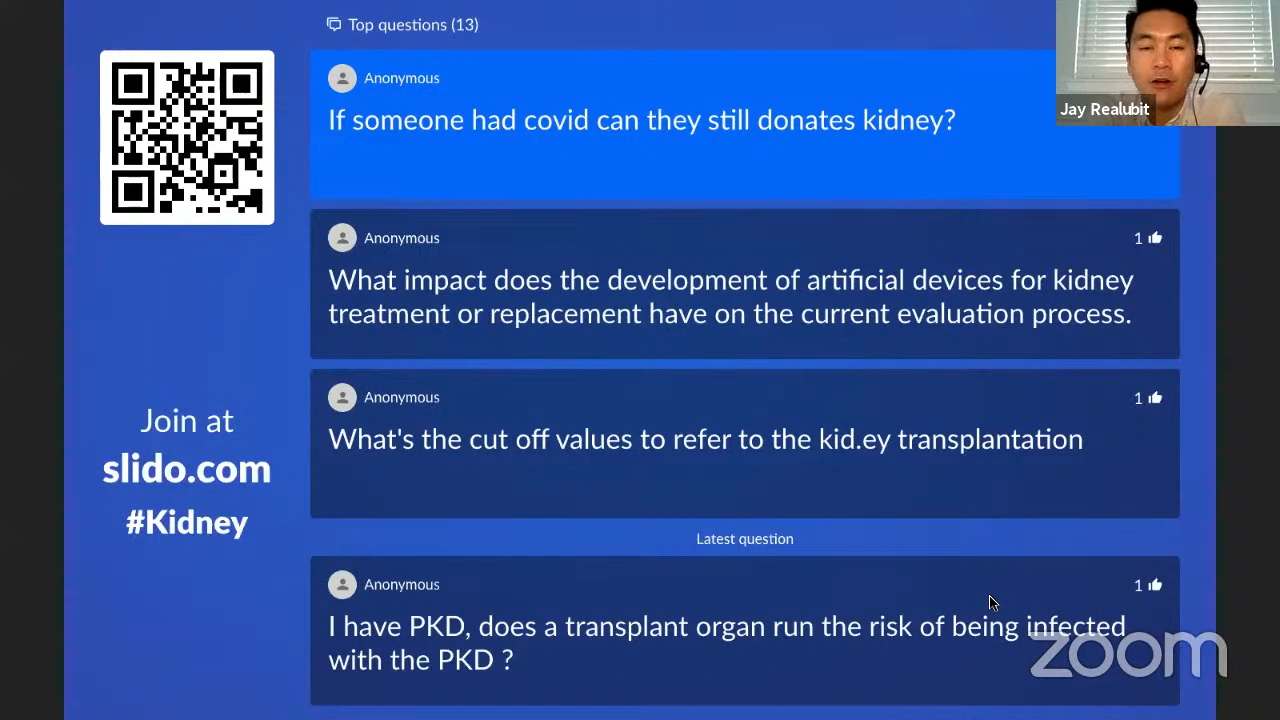 Top questions (13)
Anonymous
If someone had covid can they still donates kidney?
Jay Realubit
Anonymous
1
What impact does the development of artificial devices for kidney
treatment or replacement have on the current evaluation process.
Anonymous
1
What's the cut off values to refer to the kid.ey transplantation
Join at
slido.com
#Kidney
Latest question
Anonymous
1
I have PKD, does a transplant organ run the risk of being infected
with the PKD ?
zoom